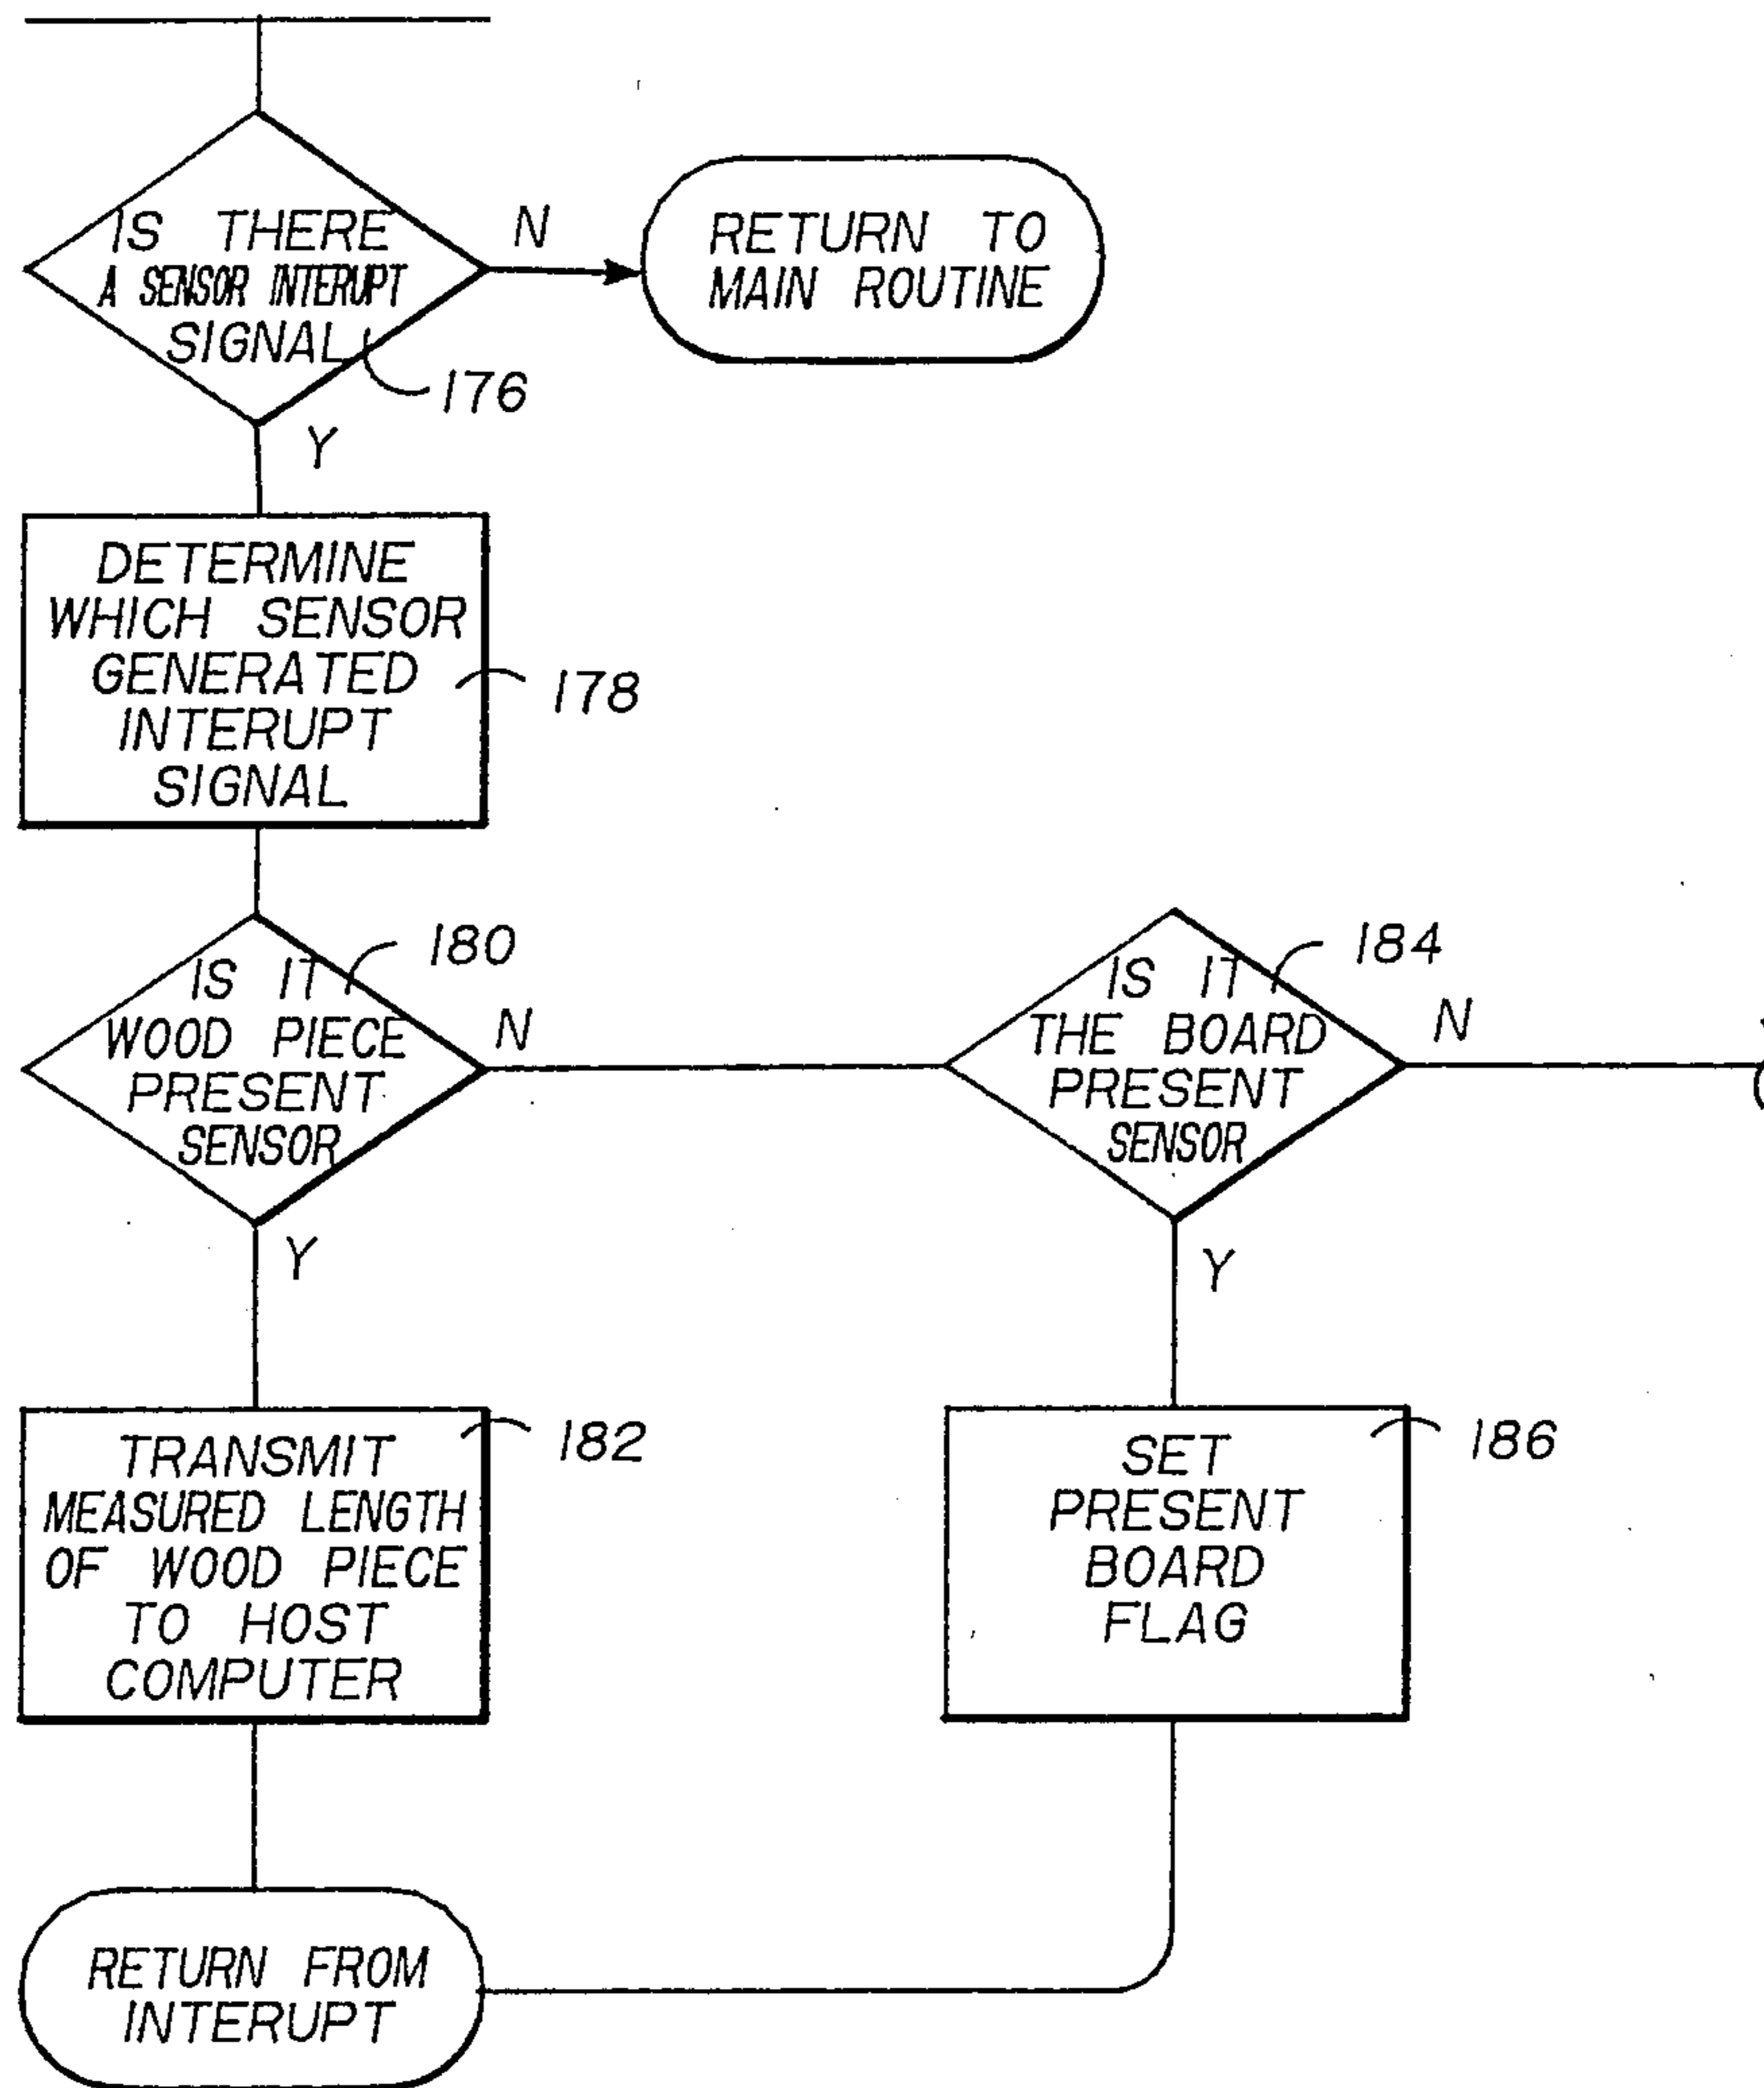 IS THERE
A SENSOR INTERUPT
SIGNAL
176
N
RETURN TO
MAIN ROUTINE
Y
DETERMINE
WHICH SENSOR
GENERATED
INTERUPT
SIGNAL
178
IS IT
WOOD PIECE
PRESENT
SENSOR
180
N
IS IT
THE BOARD
PRESENT
SENSOR
184
N
Y
Y
TRANSMIT
MEASURED LENGTH
OF WOOD PIECE
TO HOST
COMPUTER
182
SET
PRESENT
BOARD
FLAG
186
RETURN FROM
INTERUPT